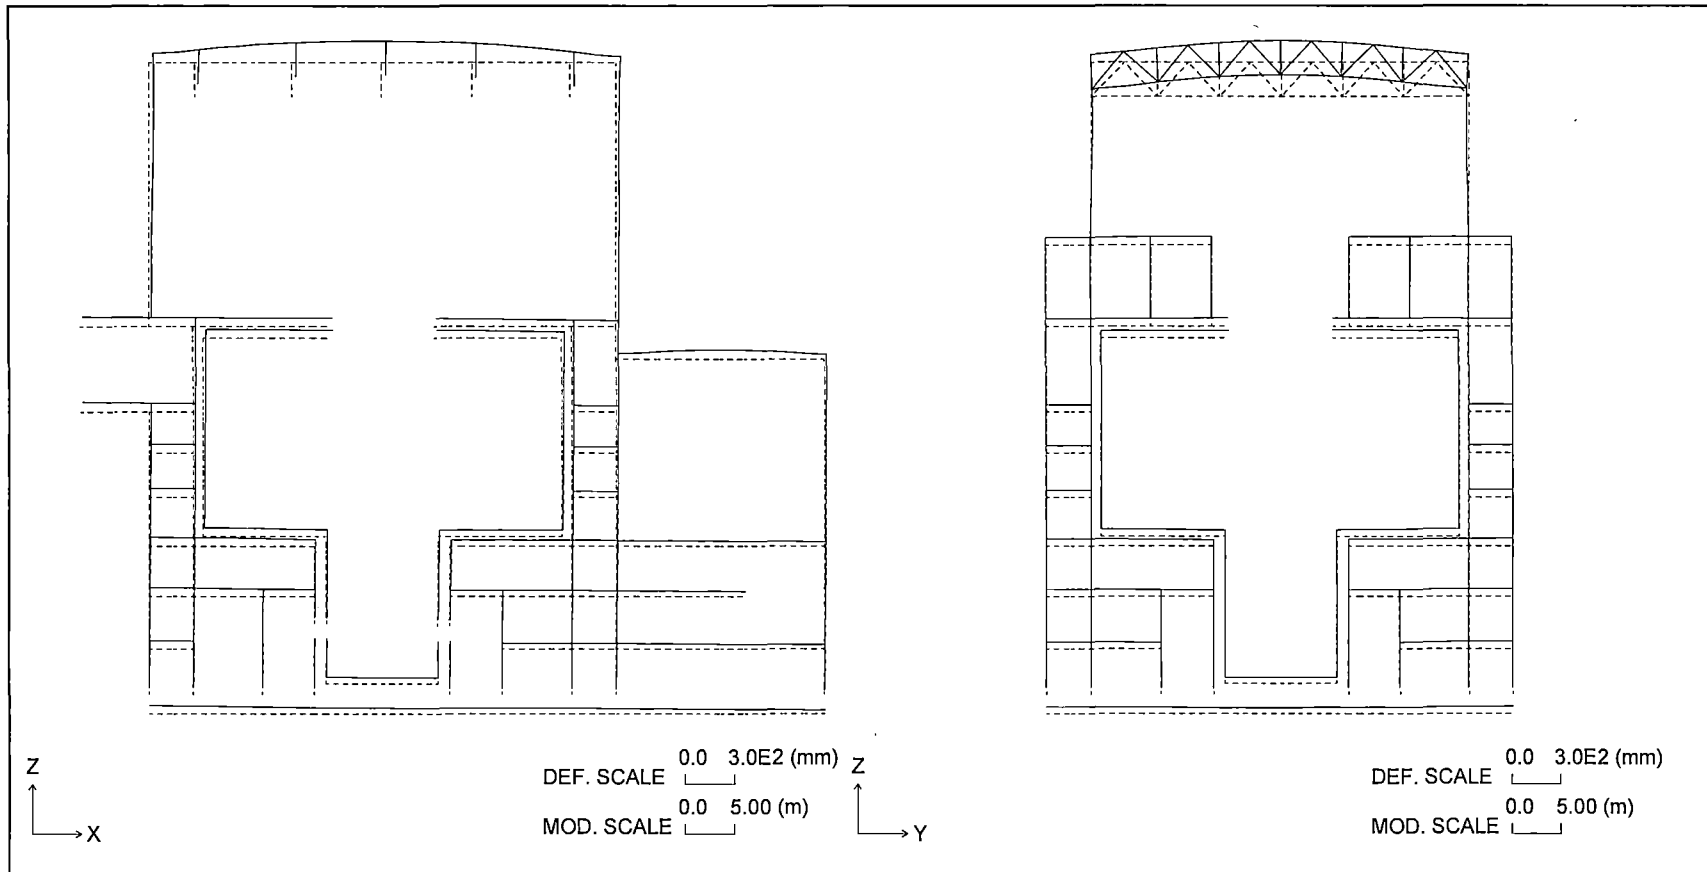 Z
X
0.0 3.0E2 (mm)
DEF. SCALE
0.0 5.00 (m)
MOD. SCALE
Z
Y
0.0 3.0E2 (mm)
DEF. SCALE
0.0 5.00 (m)
MOD. SCALE